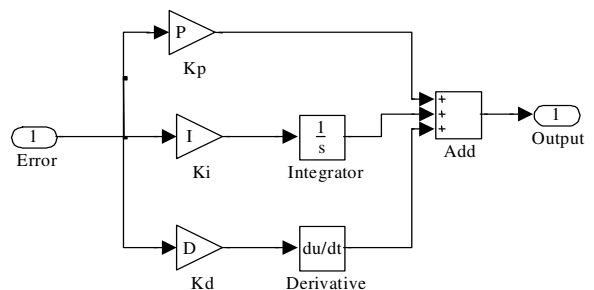 P
Kp
+
+
+
1
Error
I
Ki
1
s
Integrator
Add
1
Output
D
Kd
du/dt
Derivative